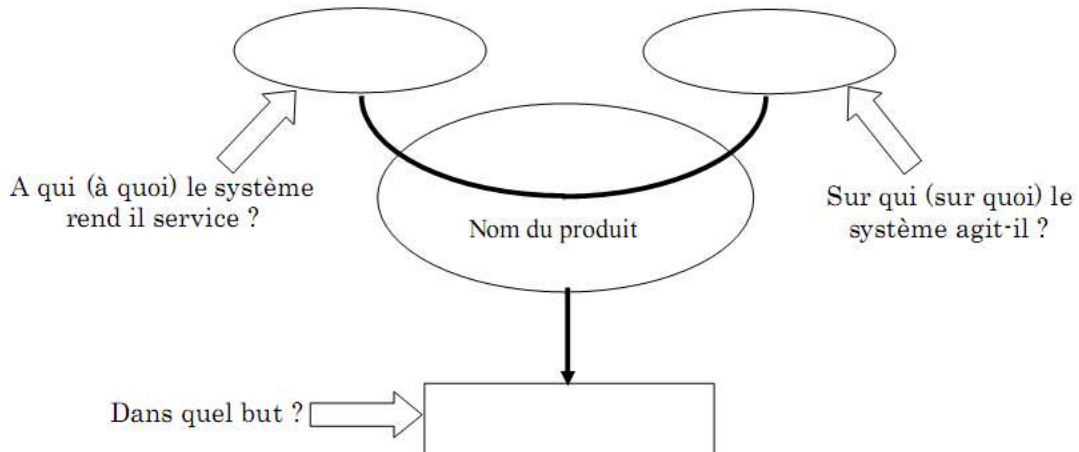 A qui (à quoi) le système
rend il service ?
Nom du produit
Sur qui (sur quoi) le
système agit-il ?
Dans quel but ?